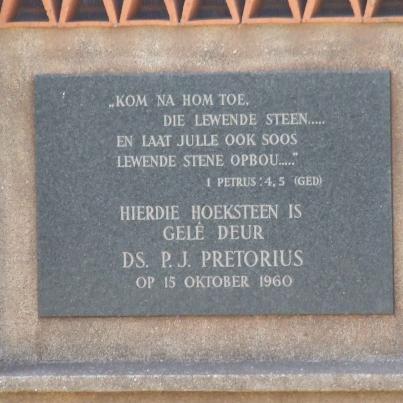 „KOM NA HOM TOE,
DIE LEWENDE STEEN.....
EN LAAT JULLE OOK SOOS
LEWENDE STENE OPBOU....."
I PETRUS: 4, 5 (GED)
HIERDIE HOEKSTEEN IS
GELÊ DEUR
DS. P. J. PRETORIUS
OP 15 OKTOBER 1960